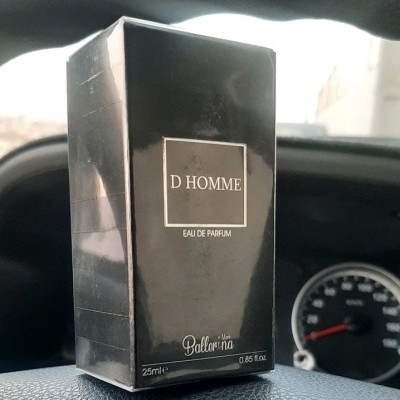 D HOMME
EAU DE PARFUM
Ballerina
25ml e 0.85 fl.oz.